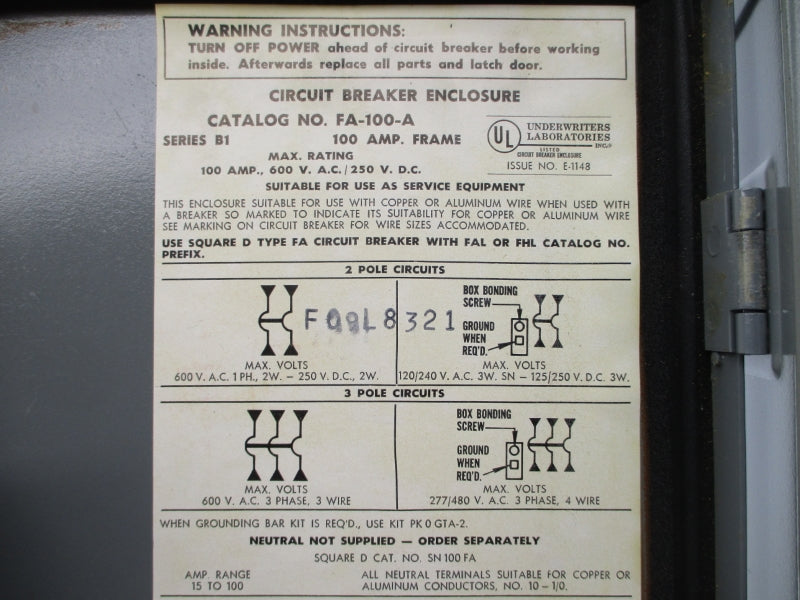 WARNING INSTRUCTIONS:
TURN OFF POWER ahead of circuit breaker before working
inside. Afterwards replace all parts and latch door.
CIRCUIT BREAKER ENCLOSURE
CATALOG NO. FA-100-A
SERIES B1 100 AMP. FRAME
MAX. RATING
100 AMP., 600 V. A.C./250 V. D.C.
UL UNDERWRITERS
LABORATORIES
INC.®
LISTED
CIRCUIT BREAKER ENCLOSURE
ISSUE NO. E-1148
SUITABLE FOR USE AS SERVICE EQUIPMENT
THIS ENCLOSURE SUITABLE FOR USE WITH COPPER OR ALUMINUM WIRE WHEN USED WITH
A BREAKER SO MARKED TO INDICATE ITS SUITABILITY FOR COPPER OR ALUMINUM WIRE
SEE MARKING ON CIRCUIT BREAKER FOR WIRE SIZES ACCOMMODATED.
USE SQUARE D TYPE FA CIRCUIT BREAKER WITH FAL OR FHL CATALOG NO.
PREFIX.
2 POLE CIRCUITS
MAX. VOLTS
600 V. A.C. 1 PH., 2W. – 250 V. D.C., 2W.
BOX BONDING
SCREW
GROUND
WHEN
REQ'D.
MAX. VOLTS
120/240 V. A.C. 3W. SN – 125/250 V. D.C. 3W.
3 POLE CIRCUITS
MAX. VOLTS
600 V. A.C. 3 PHASE, 3 WIRE
BOX BONDING
SCREW
GROUND
WHEN
REQ'D.
MAX. VOLTS
277/480 V. A.C. 3 PHASE, 4 WIRE
WHEN GROUNDING BAR KIT IS REQ'D., USE KIT PK 0 GTA-2.
NEUTRAL NOT SUPPLIED — ORDER SEPARATELY
SQUARE D CAT. NO. SN 100 FA
AMP. RANGE
15 TO 100
ALL NEUTRAL TERMINALS SUITABLE FOR COPPER OR
ALUMINUM CONDUCTORS, NO. 10 – 1/0.